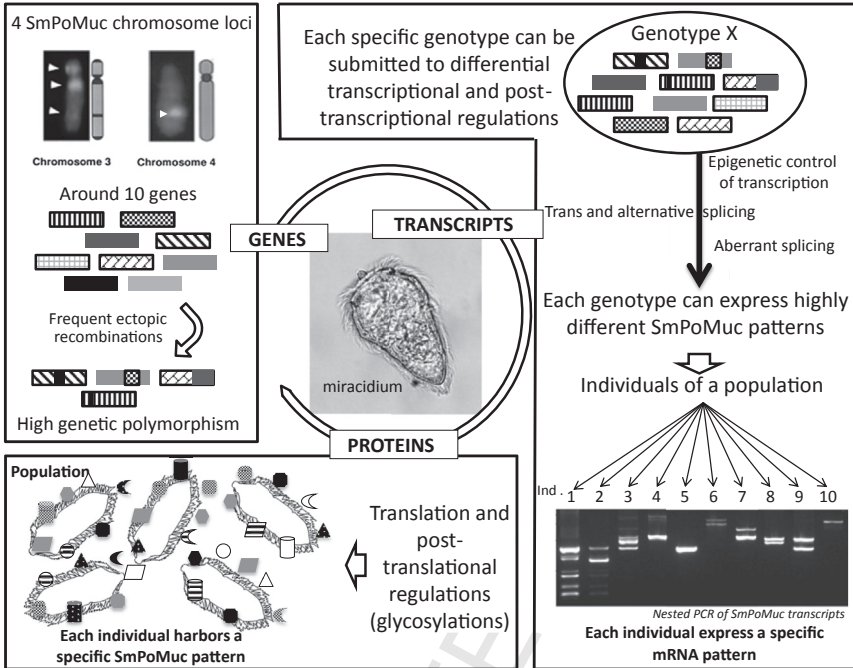 4 SmPoMuc chromosome loci
Chromosome 3
Chromosome 4
Around 10 genes
Frequent ectopic
recombinations
High genetic polymorphism
GENES
TRANSCRIPTS
PROTEINS
miracidium
Each specific genotype can be
submitted to differential
transcriptional and post-
transcriptional regulations
Genotype X
Epigenetic control
of transcription
Trans and alternative splicing
Aberrant splicing
Each genotype can express highly
different SmPoMuc patterns
Individuals of a population
Ind . 1 2 3 4 5 6 7 8 9 10
Nested PCR of SmPoMuc transcripts
Each individual express a specific
mRNA pattern
Translation and
post-
translational
regulations
(glycosylations)
Population
Each individual harbors a
specific SmPoMuc pattern